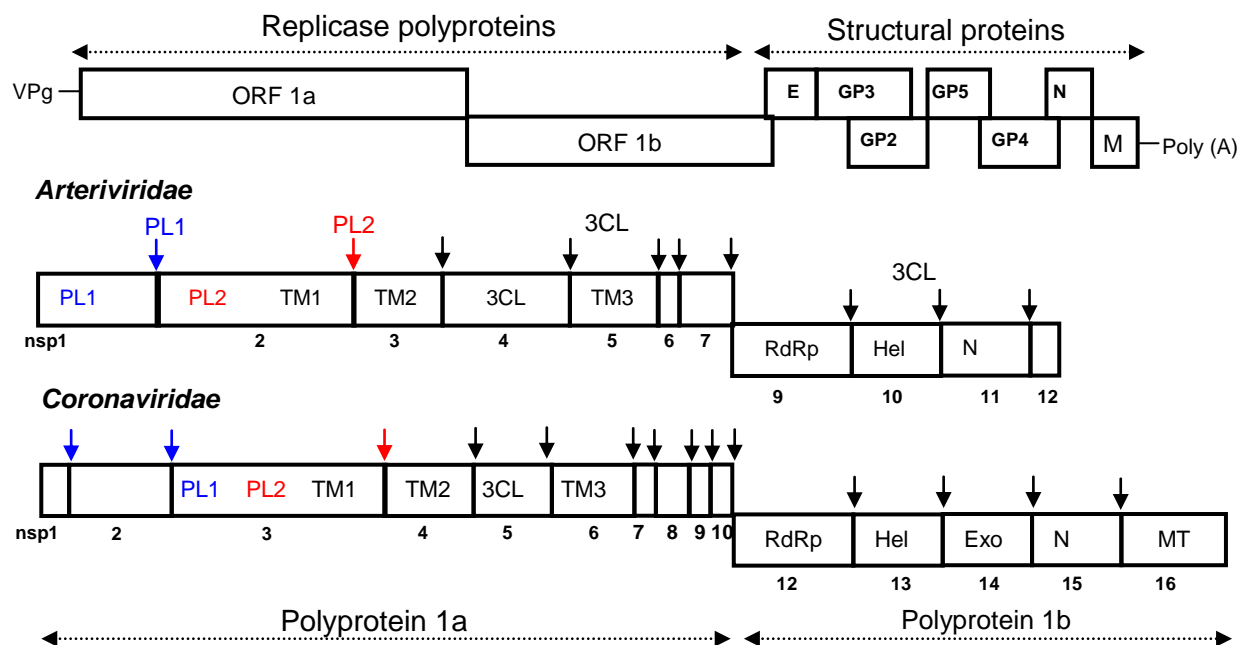 Replicase polyproteins Structural proteins
VPg ORF 1a E GP3 GP5 N
ORF 1b GP2 GP4 M Poly (A)
Arteriviridae
PL1 PL2 3CL
3CL
PL1 PL2 TM1 TM2 3CL TM3
nsp1 2 3 4 5 6 7
RdRp Hel N
9 10 11 12
Coronaviridae
PL1 PL2 TM1 TM2 3CL TM3
nsp1 2 3 4 5 6 7 8 9 10
RdRp Hel Exo N MT
12 13 14 15 16
Polyprotein 1a Polyprotein 1b